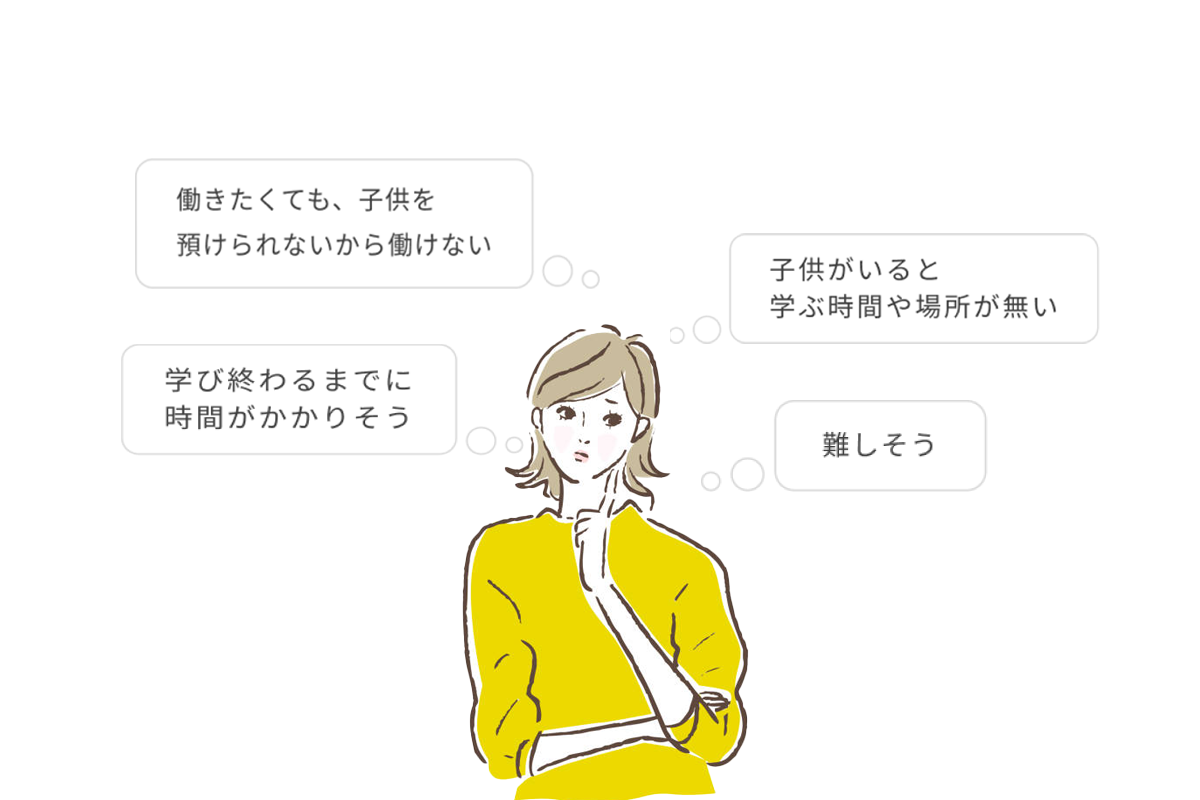 働きたくても、子供を
預けられないから働けない
子供がいると
学ぶ時間や場所が無い
学び終わるまでに
時間がかかりそう
難しそう